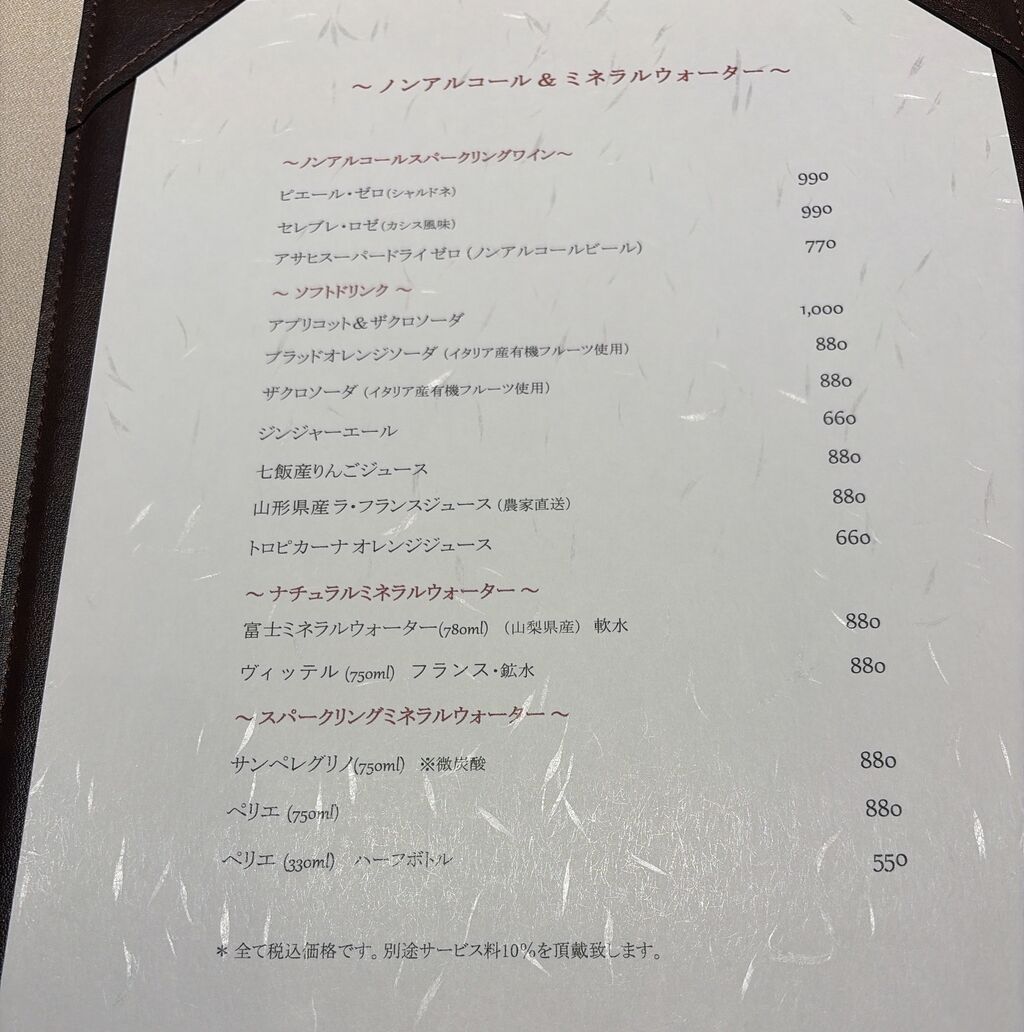 ～ ノンアルコール & ミネラルウォーター ～
～ノンアルコールスパークリングワイン～
ピエール・ゼロ(シャルドネ) 990
セレブレ・ロゼ(カシス風味) 990
アサヒスーパードライゼロ (ノンアルコールビール) 770
～ ソフトドリンク ～
アプリコット&ザクロソーダ 1,000
ブラッドオレンジソーダ (イタリア産有機フルーツ使用) 880
ザクロソーダ (イタリア産有機フルーツ使用) 880
ジンジャーエール 660
七飯産りんごジュース 880
山形県産ラ・フランスジュース (農家直送) 880
トロピカーナ オレンジジュース 660
～ ナチュラルミネラルウォーター ～
富士ミネラルウォーター(780ml) (山梨県産) 軟水 880
ヴィッテル (750ml) フランス・鉱水 880
～ スパークリングミネラルウォーター ～
サンペレグリノ(750ml) ※微炭酸 880
ペリエ (750ml) 880
ペリエ (330ml) ハーフボトル 550
＊ 全て税込価格です。別途サービス料10%を頂戴致します。